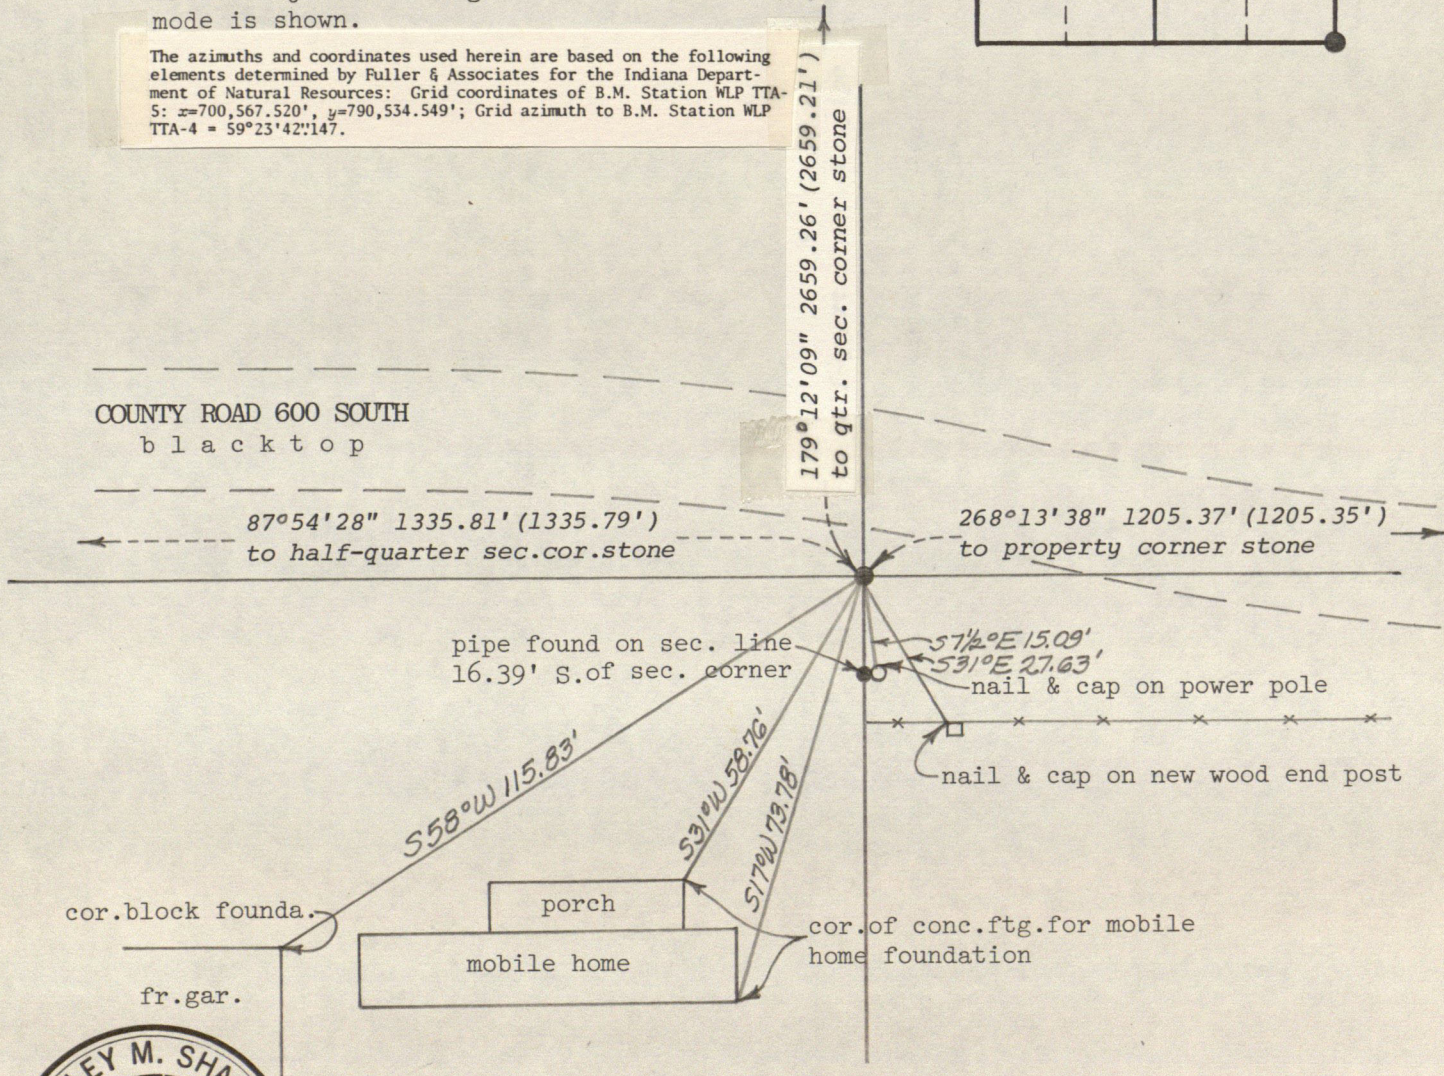 mode is shown.
The azimuths and coordinates used herein are based on the following
elements determined by Fuller & Associates for the Indiana Depart-
ment of Natural Resources:  Grid coordinates of B.M. Station WLP TTA-
5: x=700,567.520', y=790,534.549'; Grid azimuth to B.M. Station WLP
TTA-4 = 59°23'42".147.
179°12'09" 2659.26' (2659.21')
to qtr. sec. corner stone
COUNTY ROAD 600 SOUTH
blacktop
87°54'28" 1335.81' (1335.79')
to half-quarter sec.cor.stone
268°13'38" 1205.37' (1205.35')
to property corner stone
pipe found on sec. line
16.39' S.of sec. corner
S7½°E 15.09'
S31°E 27.63'
nail & cap on power pole
nail & cap on new wood end post
S58°W 115.83'
S31°W 58.76'
S17°W 73.78'
cor.block founda.
porch
mobile home
cor.of conc.ftg.for mobile
home foundation
fr.gar.
LEY M. SHA